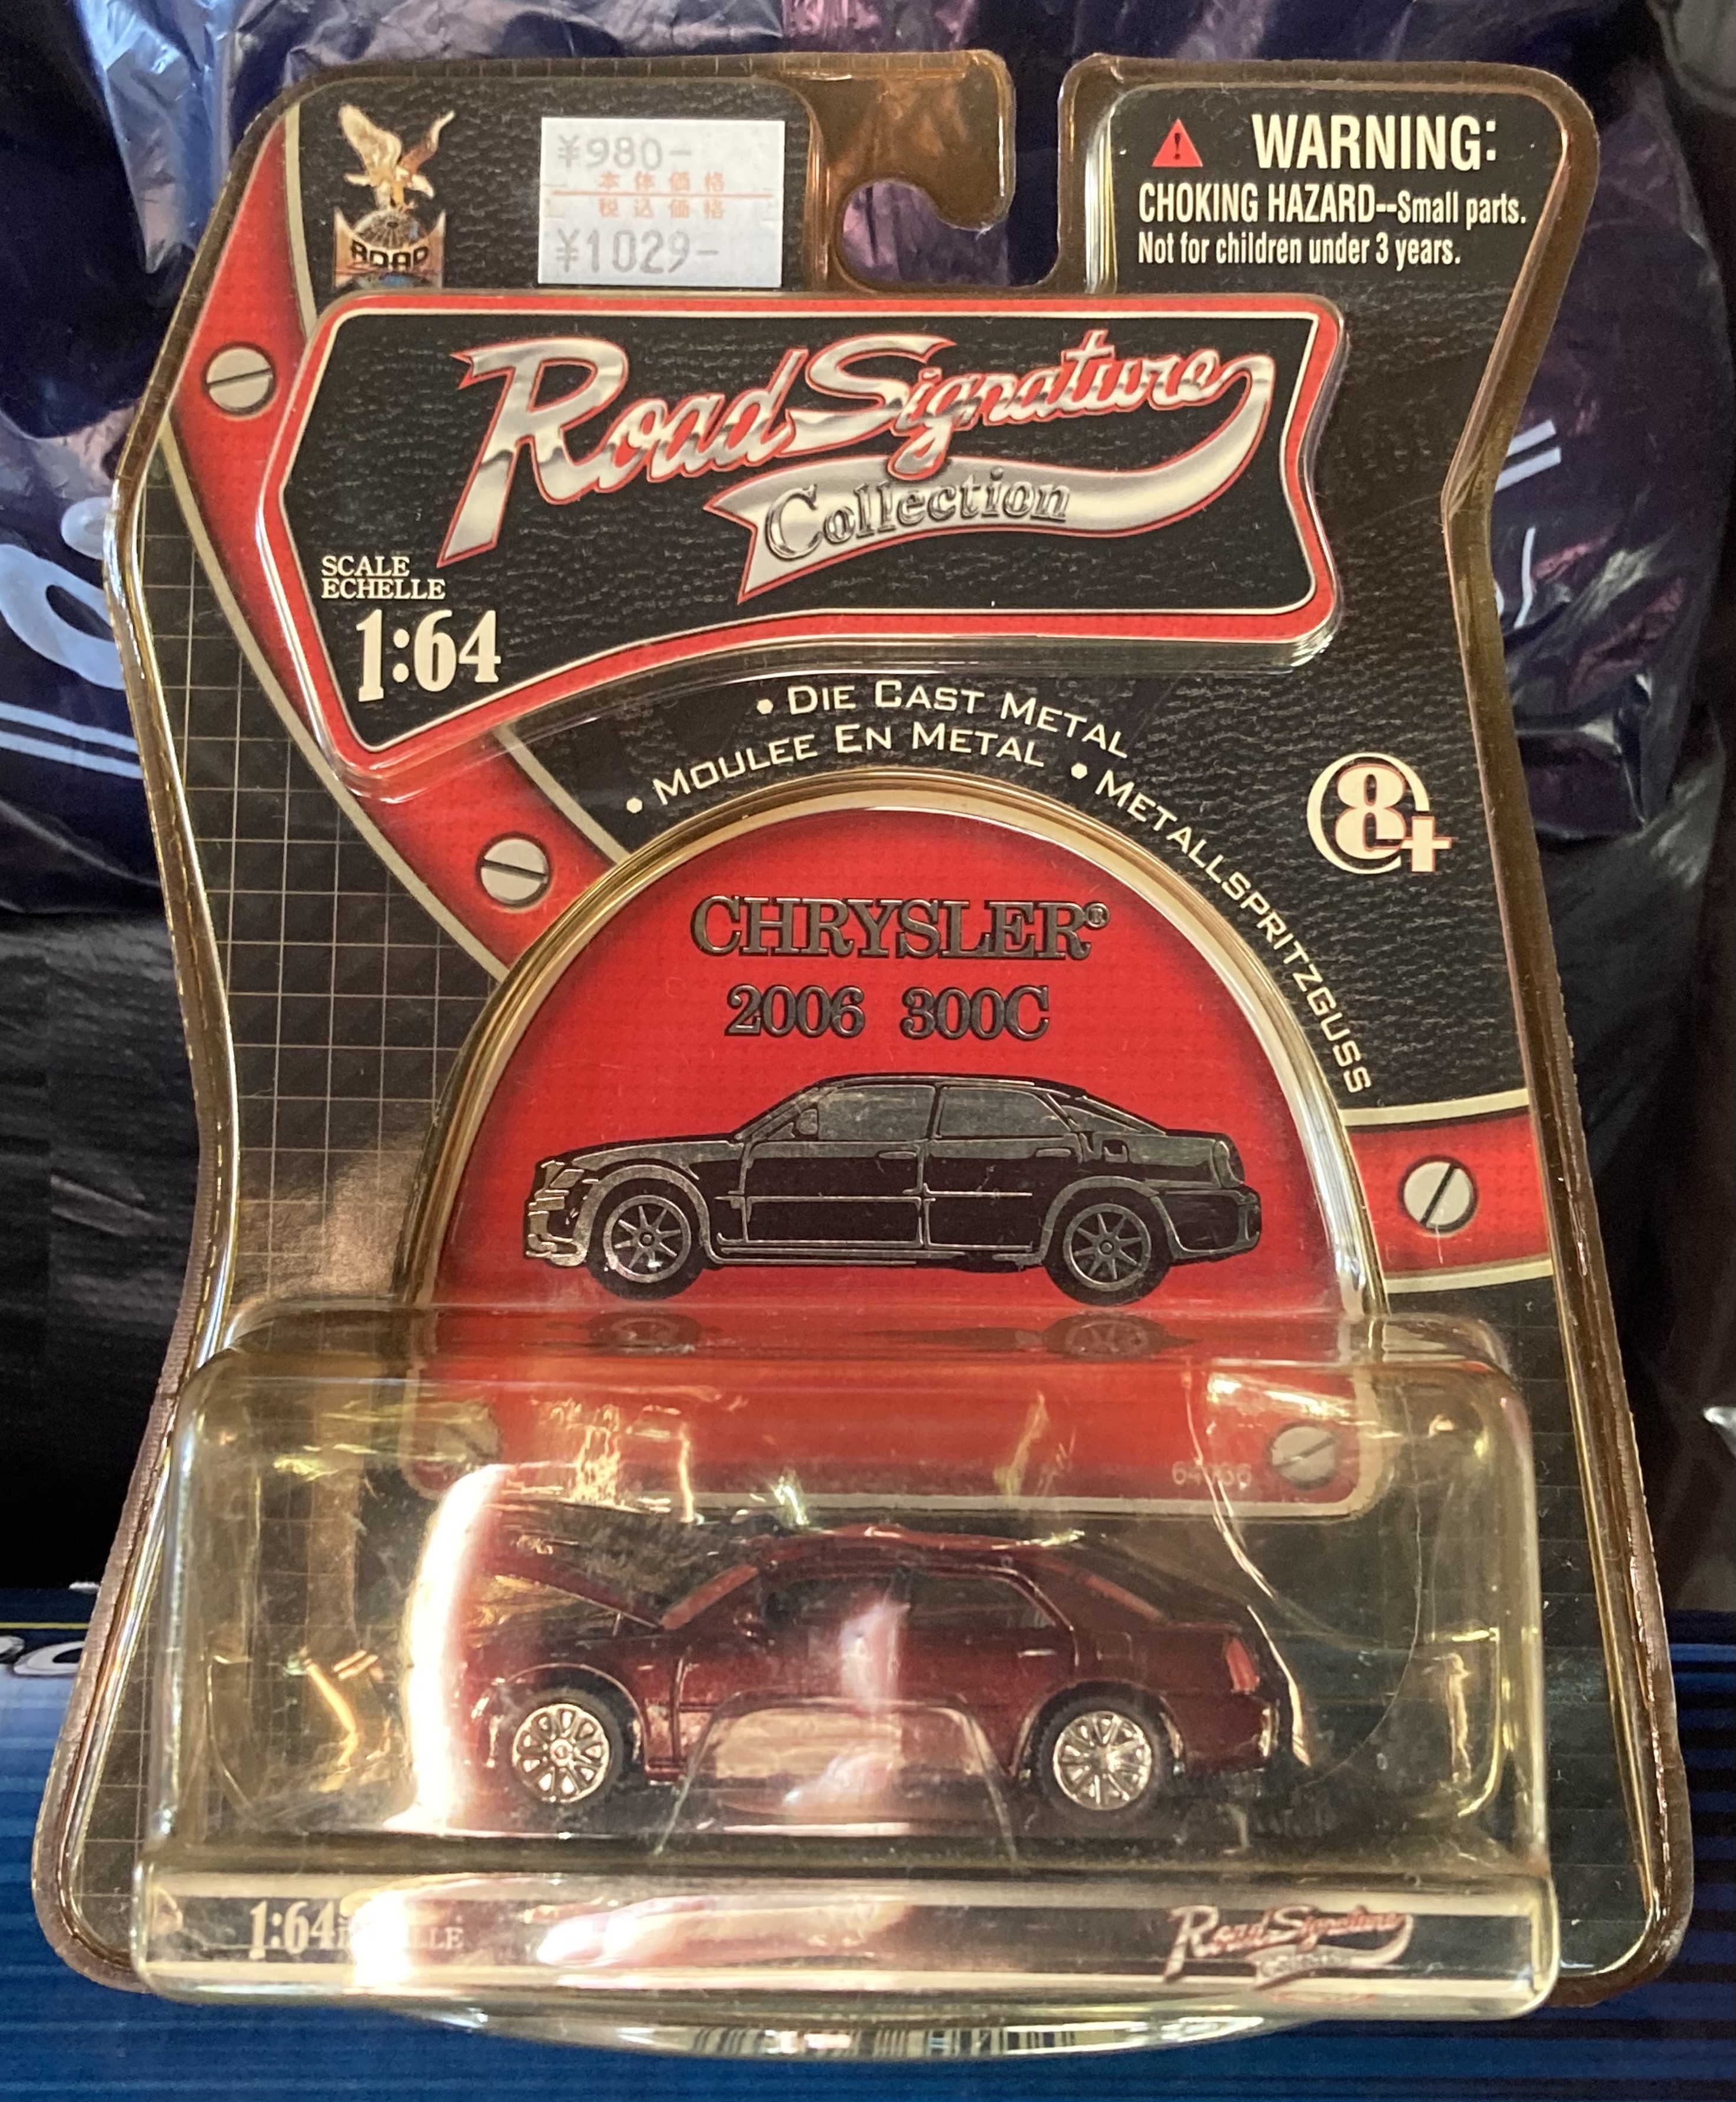 ¥980-
本体価格
税込価格
¥1029-
ROAD
WARNING:
CHOKING HAZARD--Small parts.
Not for children under 3 years.
Road Signature
Collection
SCALE
ECHELLE
1:64
• DIE CAST METAL
• MOULEE EN METAL • METALLSPRITZGUSS
8+
CHRYSLER®
2006 300C
1:64
Road Signature